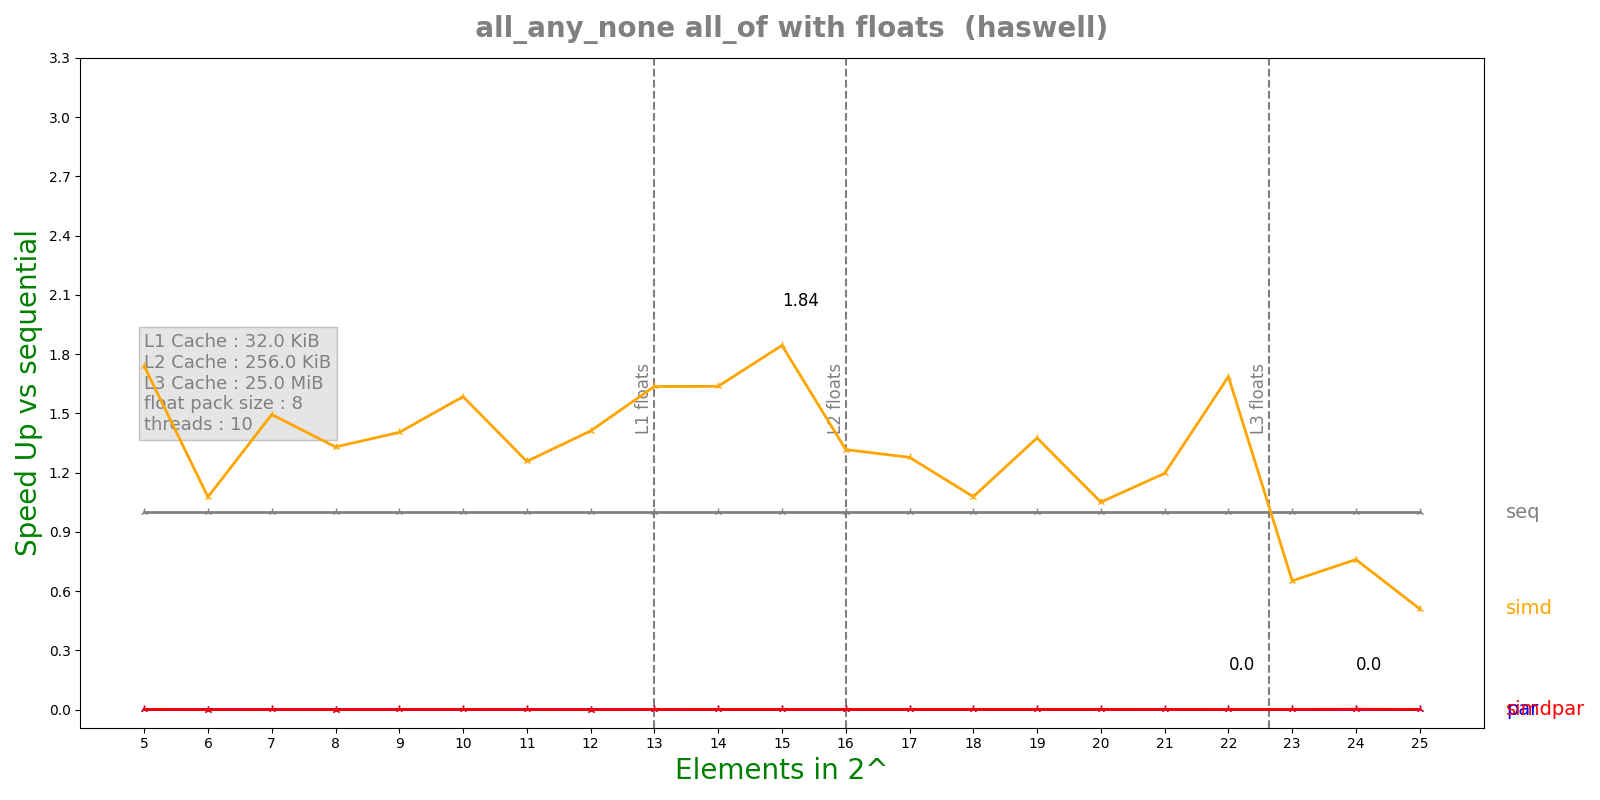 all_any_none all_of with floats (haswell)
Speed Up vs sequential
3.3
3.0
2.7
2.4
2.1
1.8
1.5
1.2
0.9
0.6
0.3
0.0
L1 Cache : 32.0 KiB
L2 Cache : 256.0 KiB
L3 Cache : 25.0 MiB
float pack size : 8
threads : 10
1.84
L1 floats
L2 floats
L3 floats
0.0
0.0
seq
simd
par
simdpar
5 6 7 8 9 10 11 12 13 14 15 16 17 18 19 20 21 22 23 24 25
Elements in 2^